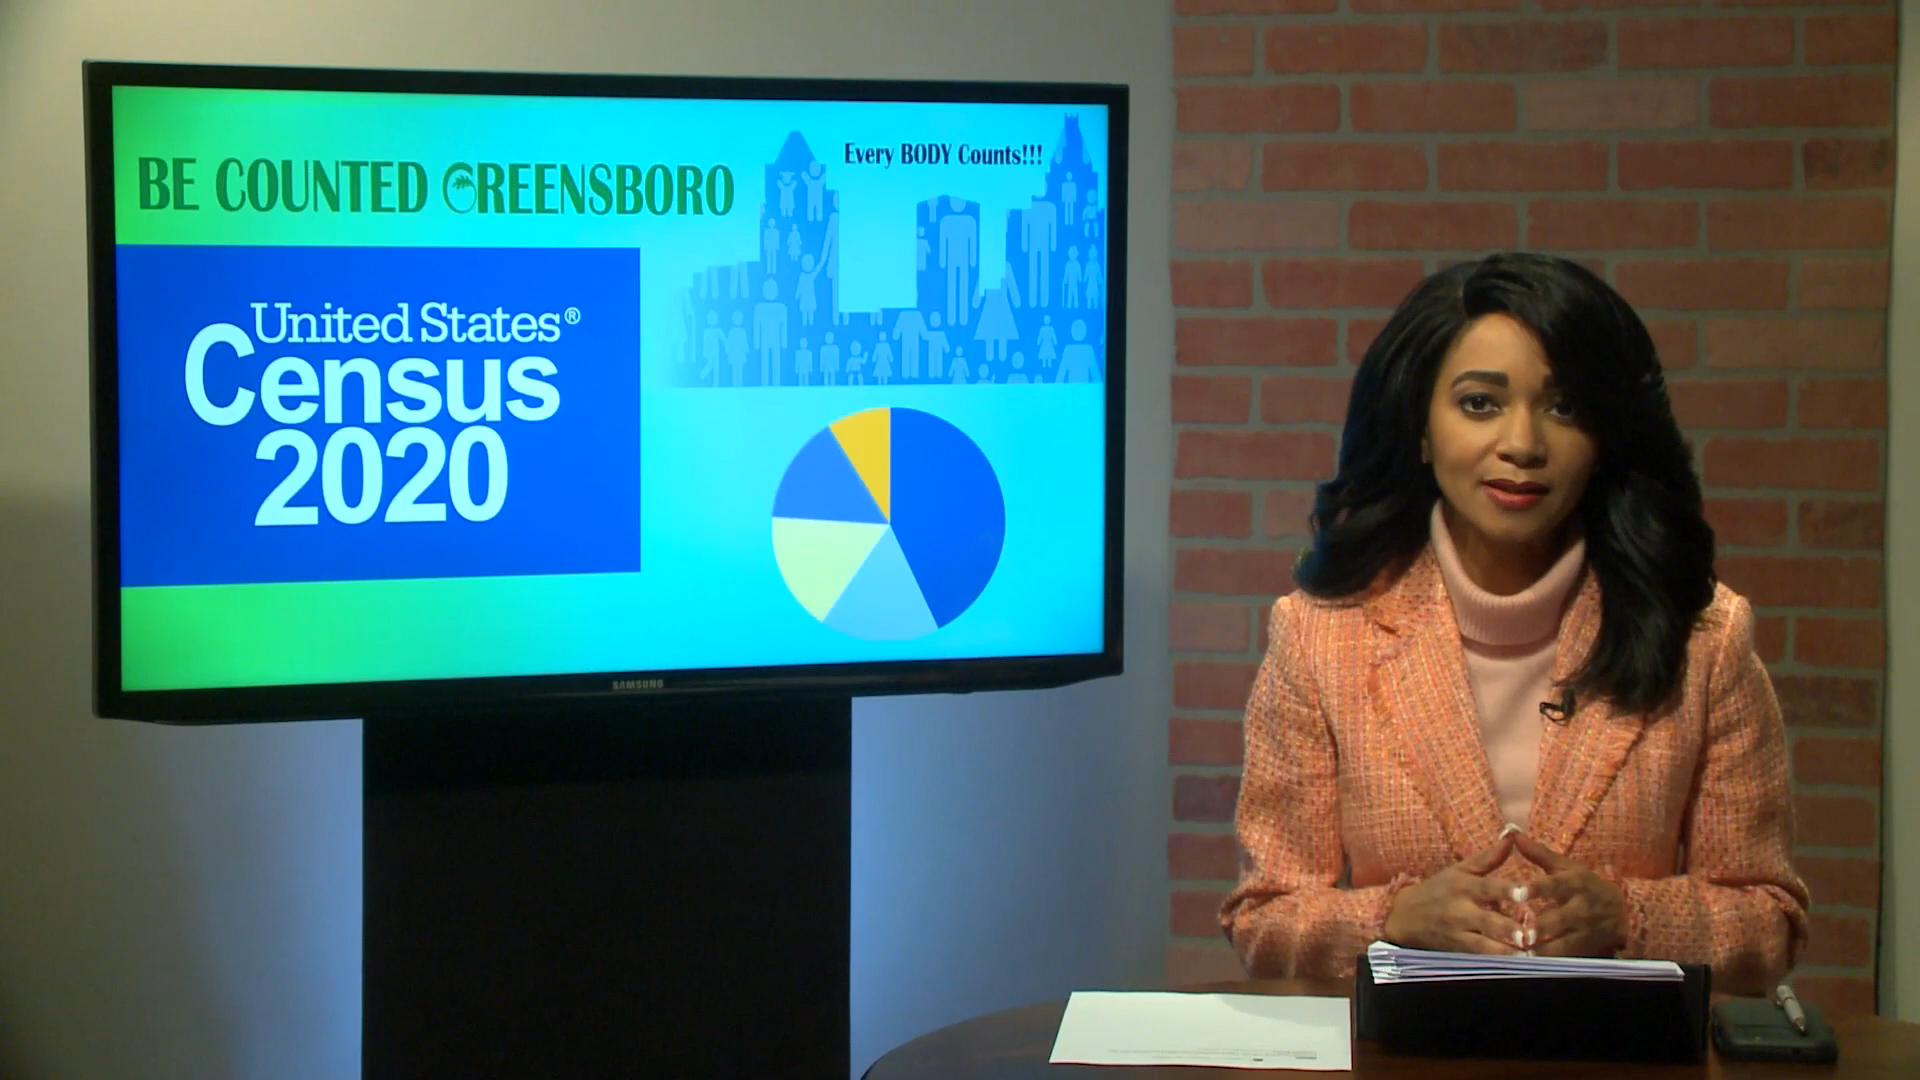 BE COUNTED GREENSBORO
Every BODY Counts!!!
United States®
Census
2020
SAMSUNG